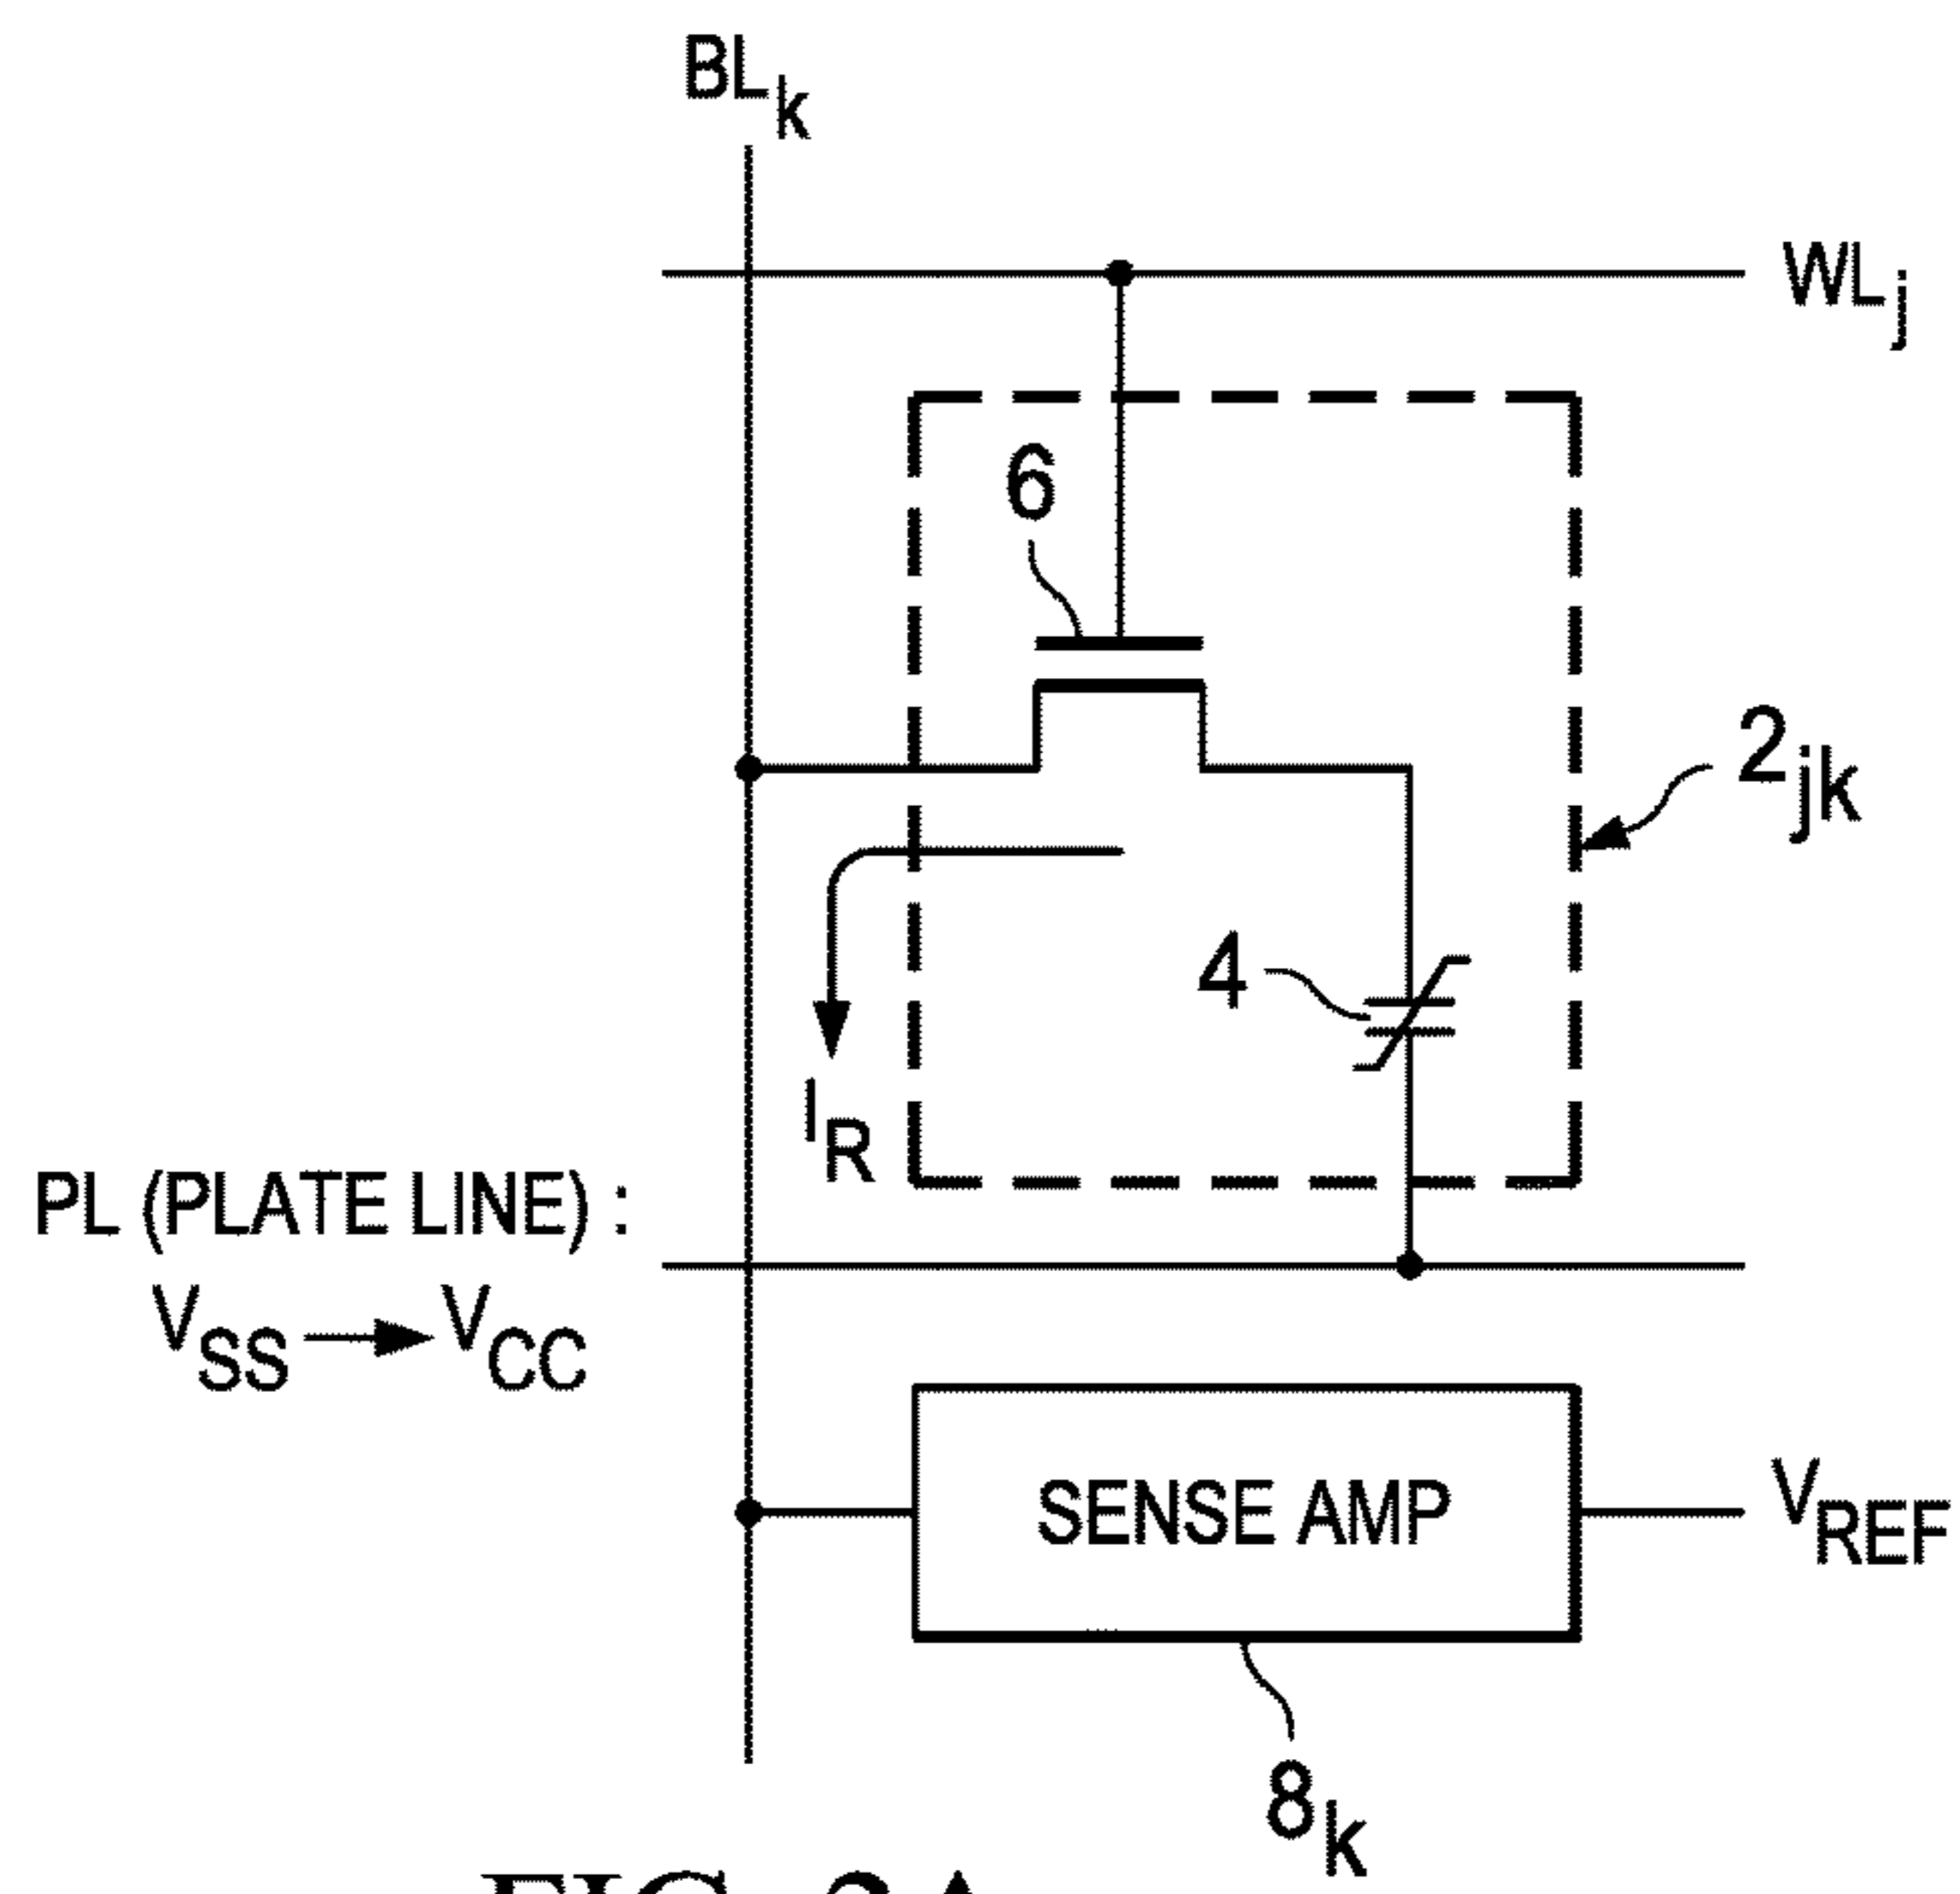 BLk
WLj
6
2jk
4
IR
PL (PLATE LINE) :
VSS → VCC
SENSE AMP
VREF
8k